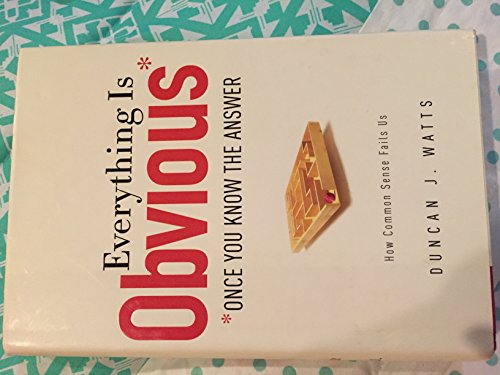 Everything Is
Obvious*
*ONCE YOU KNOW THE ANSWER
How Common Sense Fails Us
DUNCAN J. WATTS